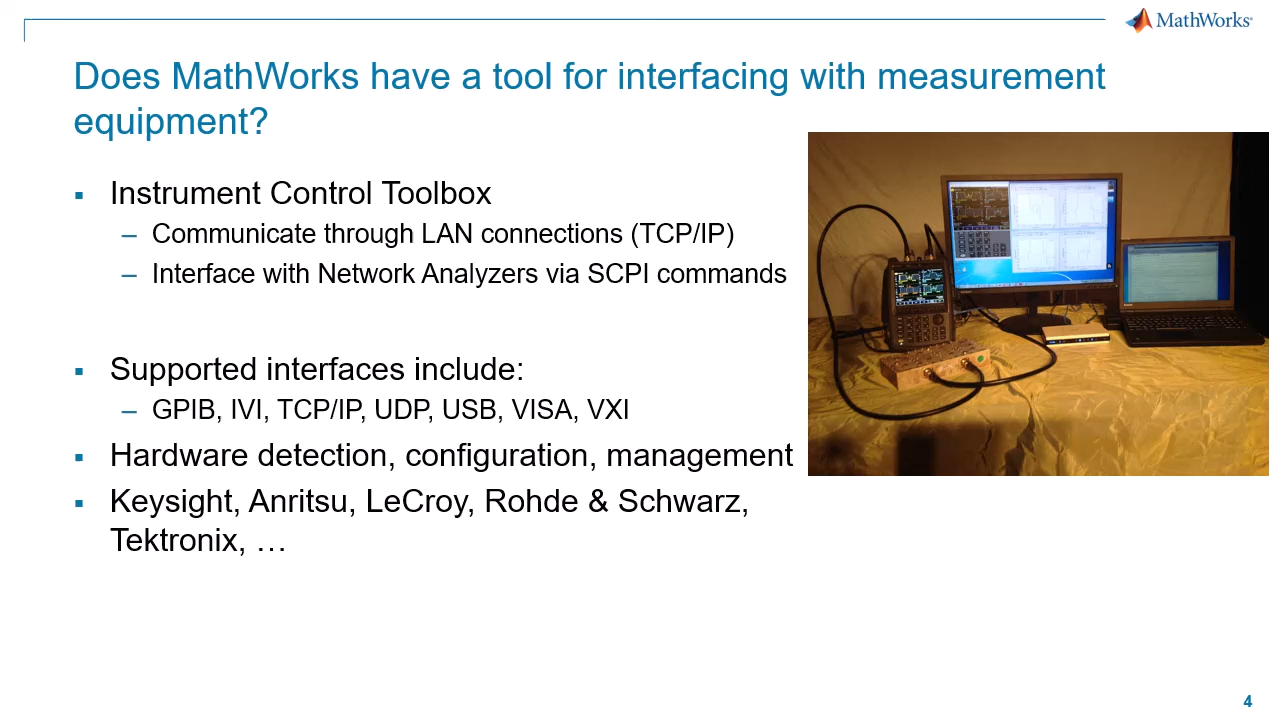 MathWorks
Does MathWorks have a tool for interfacing with measurement
equipment?
Instrument Control Toolbox
– Communicate through LAN connections (TCP/IP)
– Interface with Network Analyzers via SCPI commands
Supported interfaces include:
– GPIB, IVI, TCP/IP, UDP, USB, VISA, VXI
Hardware detection, configuration, management
Keysight, Anritsu, LeCroy, Rohde & Schwarz,
Tektronix, …
4